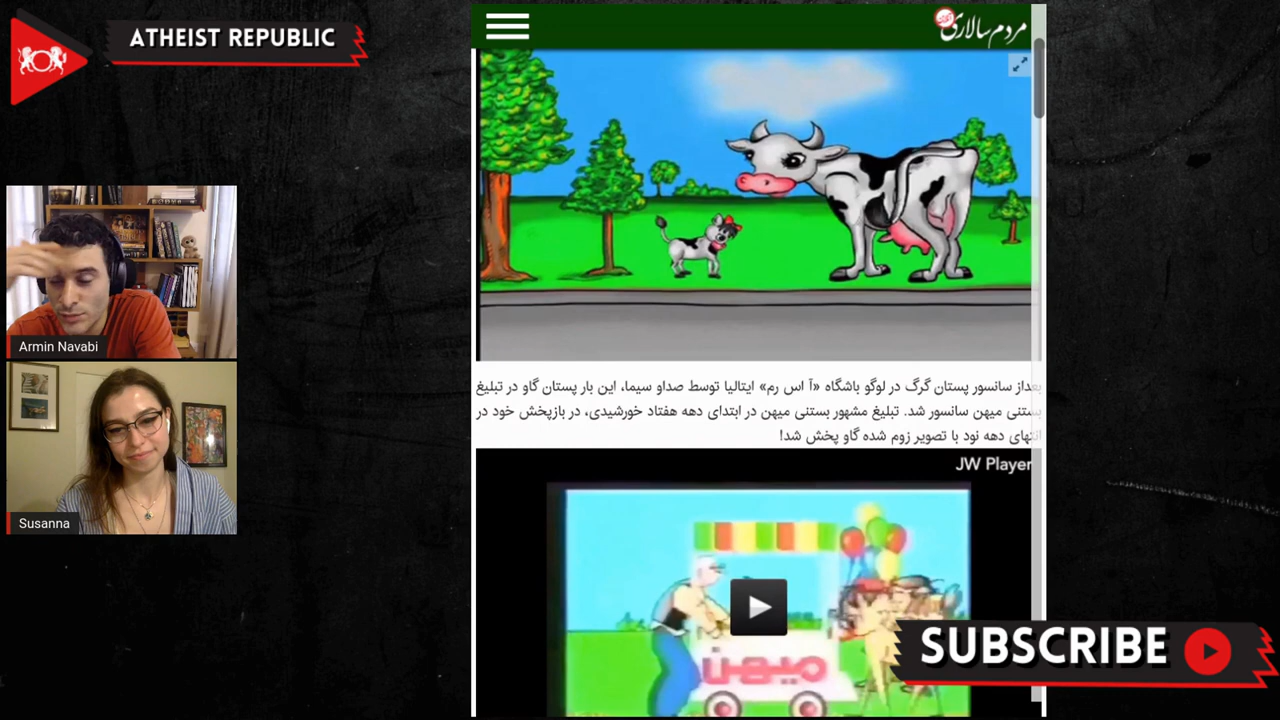 ATHEIST REPUBLIC
مردم‌سالاری
Armin Navabi
Susanna
بعداز سانسور پستان گرگ در لوگو باشگاه «آ اس رم» ایتالیا توسط صداو سیما، این بار پستان گاو در تبلیغ
بستنی میهن سانسور شد. تبلیغ مشهور بستنی میهن در ابتدای دهه هفتاد خورشیدی، در بازپخش خود در
انتهای دهه نود با تصویر زوم شده گاو پخش شد!
JW Player
میهن
SUBSCRIBE